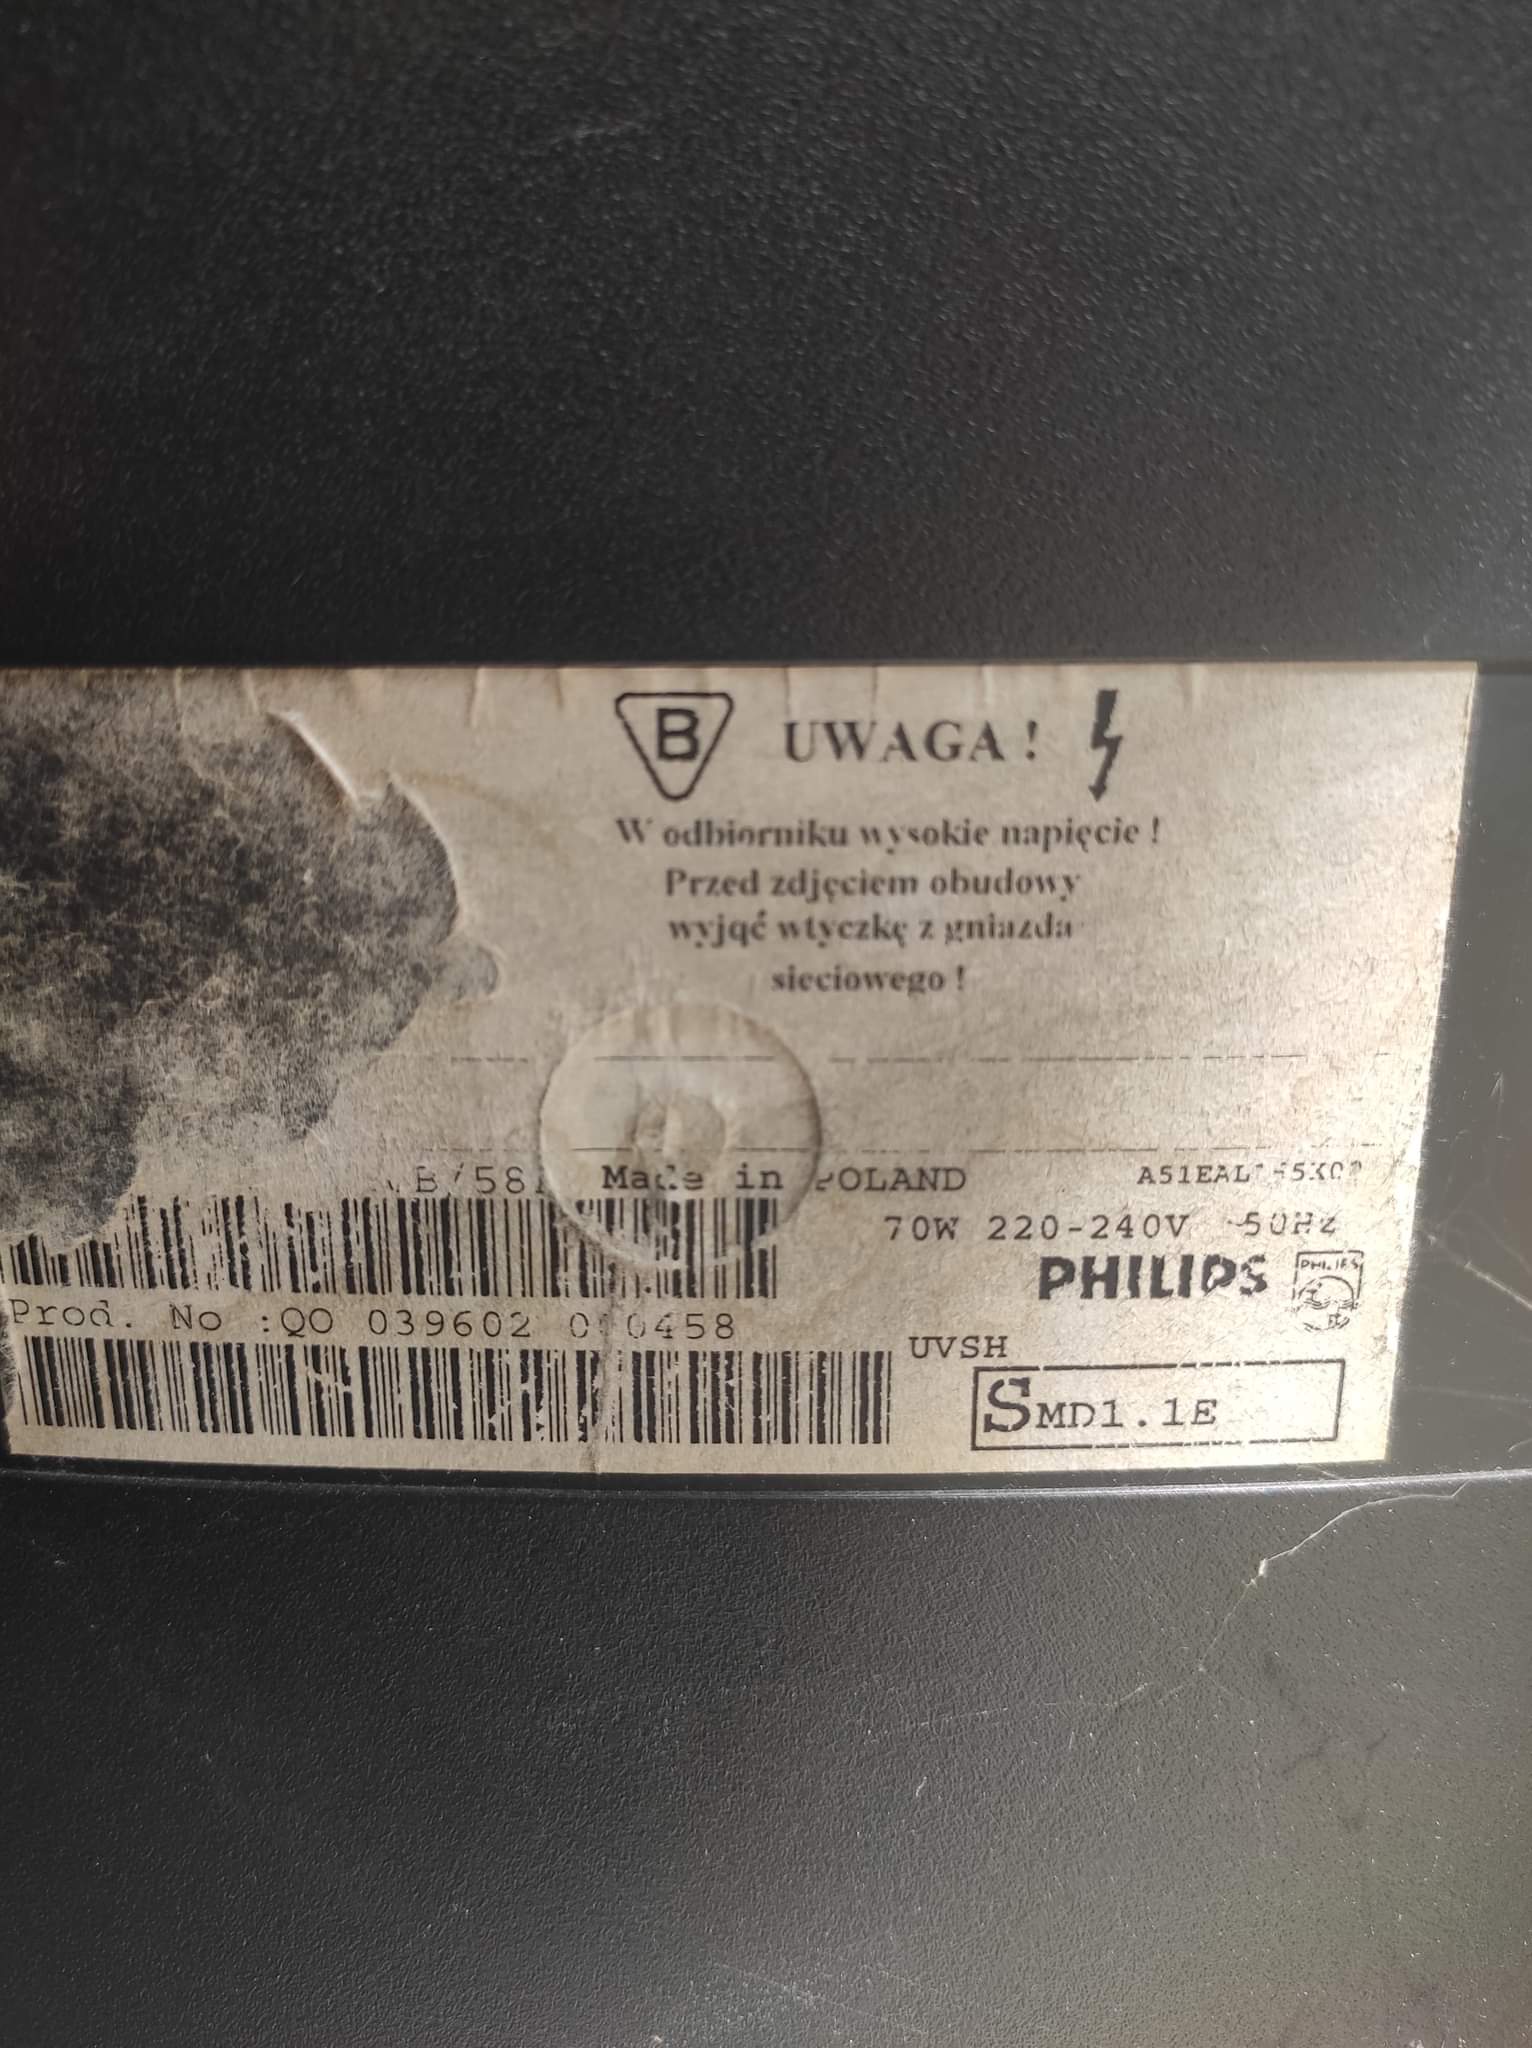 B UWAGA !
W odbiorniku wysokie napięcie !
Przed zdjęciem obudowy
wyjąć wtyczkę z gniazda
sieciowego !
Made in POLAND
70W 220-240V ~50Hz
PHILIPS PHILIPS
Prod. No :QO 039602
UVSH
SMD1.1E